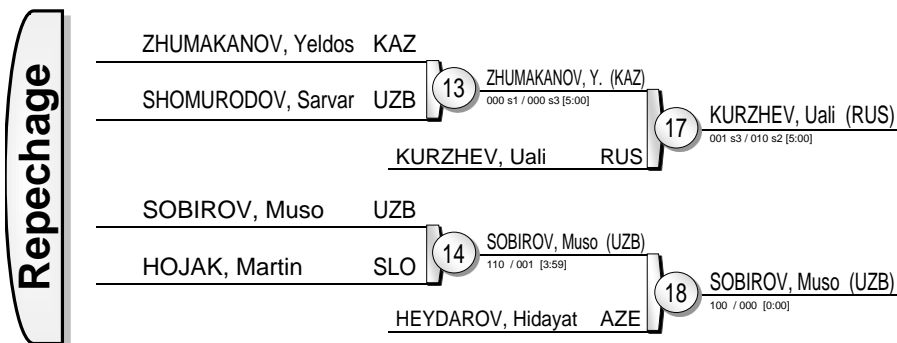 Repechage
ZHUMAKANOV, Yeldos KAZ
SHOMURODOV, Sarvar UZB
13
ZHUMAKANOV, Y. (KAZ)
000 s1 / 000 s3 [5:00]
KURZHEV, Uali RUS
17
KURZHEV, Uali (RUS)
001 s3 / 010 s2 [5:00]
SOBIROV, Muso UZB
HOJAK, Martin SLO
14
SOBIROV, Muso (UZB)
110 / 001 [3:59]
HEYDAROV, Hidayat AZE
18
SOBIROV, Muso (UZB)
100 / 000 [0:00]